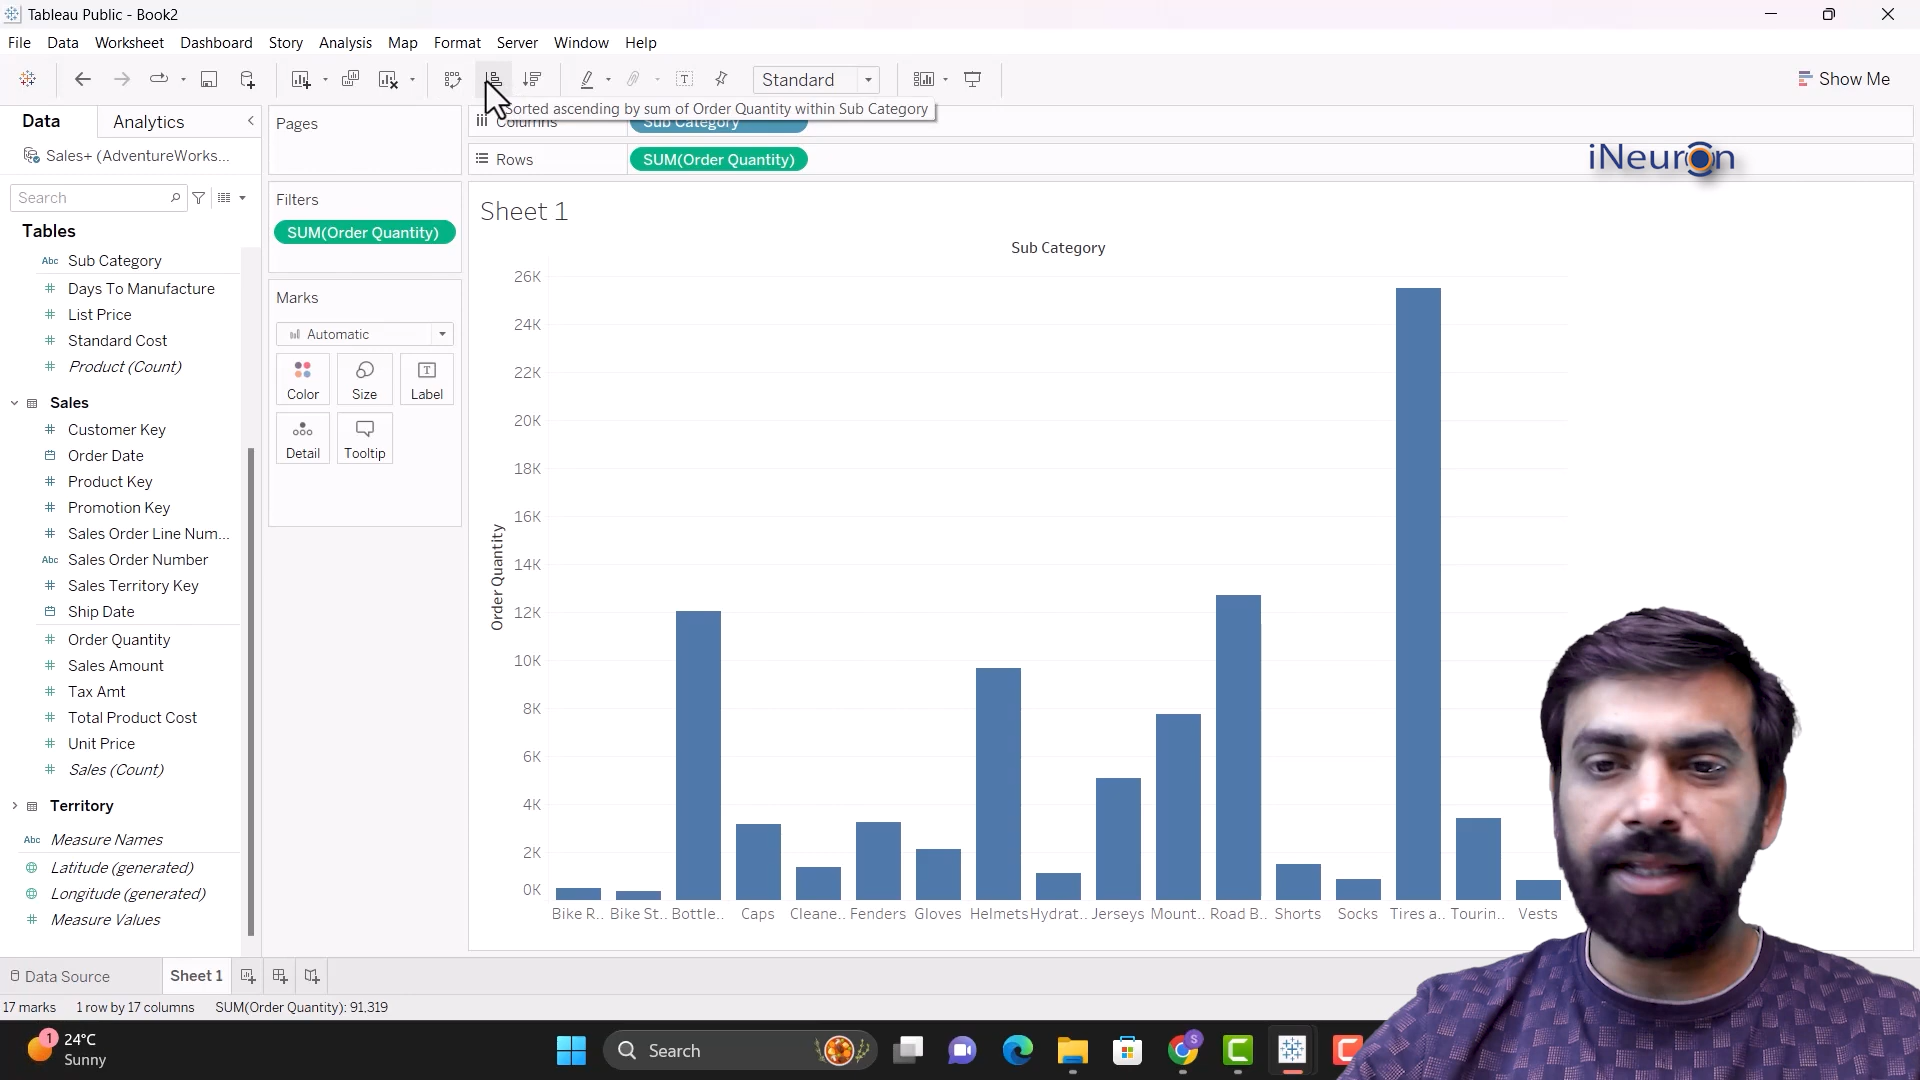 Tableau Public - Book2
File Data Worksheet Dashboard Story Analysis Map Format Server Window Help
Standard
Show Me
Sorted ascending by sum of Order Quantity within Sub Category
Data Analytics
Pages
Columns Sub Category
Sales+ (AdventureWorks...
Rows SUM(Order Quantity)
iNeuron
Search
Filters
SUM(Order Quantity)
Sheet 1
Tables
Abc Sub Category
# Days To Manufacture
# List Price
# Standard Cost
# Product (Count)
Sales
# Customer Key
Order Date
# Product Key
# Promotion Key
# Sales Order Line Num...
Abc Sales Order Number
# Sales Territory Key
Ship Date
# Order Quantity
# Sales Amount
# Tax Amt
# Total Product Cost
# Unit Price
# Sales (Count)
Territory
Abc Measure Names
Latitude (generated)
Longitude (generated)
# Measure Values
Marks
Automatic
Color Size Label
Detail Tooltip
Sub Category
26K
24K
22K
20K
18K
16K
14K
12K
10K
8K
6K
4K
2K
0K
Order Quantity
Bike R.. Bike St.. Bottle.. Caps Cleane.. Fenders Gloves Helmets Hydrat.. Jerseys Mount.. Road B.. Shorts Socks Tires a.. Tourin.. Vests
Data Source Sheet 1
17 marks 1 row by 17 columns SUM(Order Quantity): 91,319
1
24°C
Sunny
Search
S